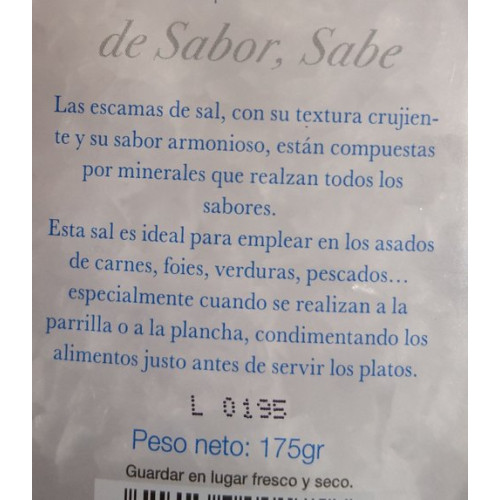 de Sabor, Sabe
Las escamas de sal, con su textura crujien-
te y su sabor armonioso, están compuestas
por minerales que realzan todos los
sabores.
Esta sal es ideal para emplear en los asados
de carnes, foies, verduras, pescados...
especialmente cuando se realizan a la
parrilla o a la plancha, condimentando los
alimentos justo antes de servir los platos.
L 0195
Peso neto: 175gr
Guardar en lugar fresco y seco.